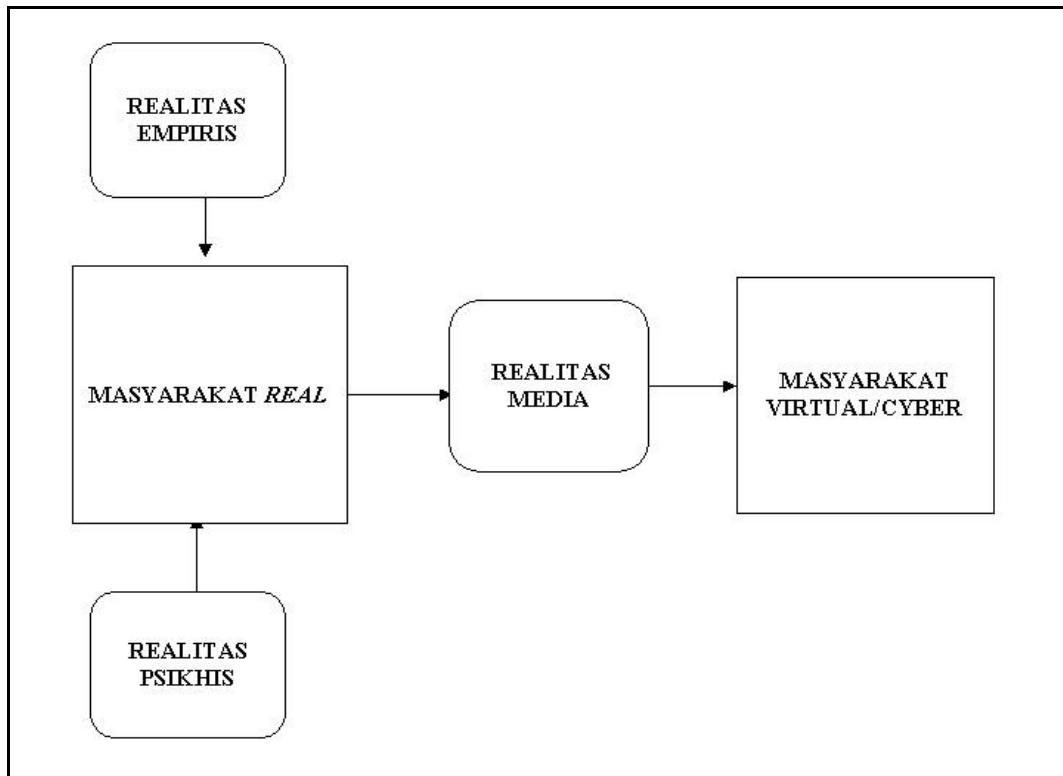 REALITAS
EMPIRIS
MASYARAKAT REAL
REALITAS
MEDIA
MASYARAKAT
VIRTUAL/CYBER
REALITAS
PSIKHIS